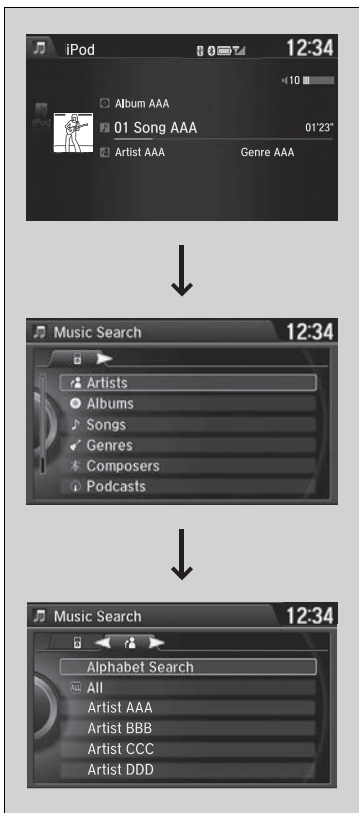 iPod 12:34
10
Album AAA
iPod
01 Song AAA 01'23"
Artist AAA Genre AAA
Music Search 12:34
Artists
Albums
Songs
Genres
Composers
Podcasts
Music Search 12:34
Alphabet Search
ALL All
Artist AAA
Artist BBB
Artist CCC
Artist DDD